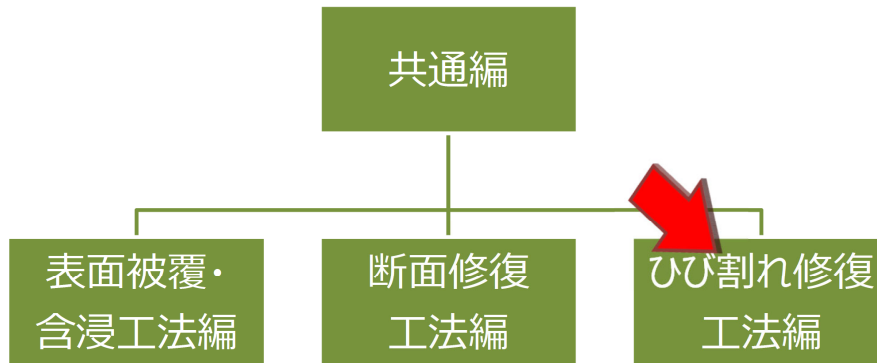 共通編
表面被覆・
含浸工法編
断面修復
工法編
ひび割れ修復
工法編